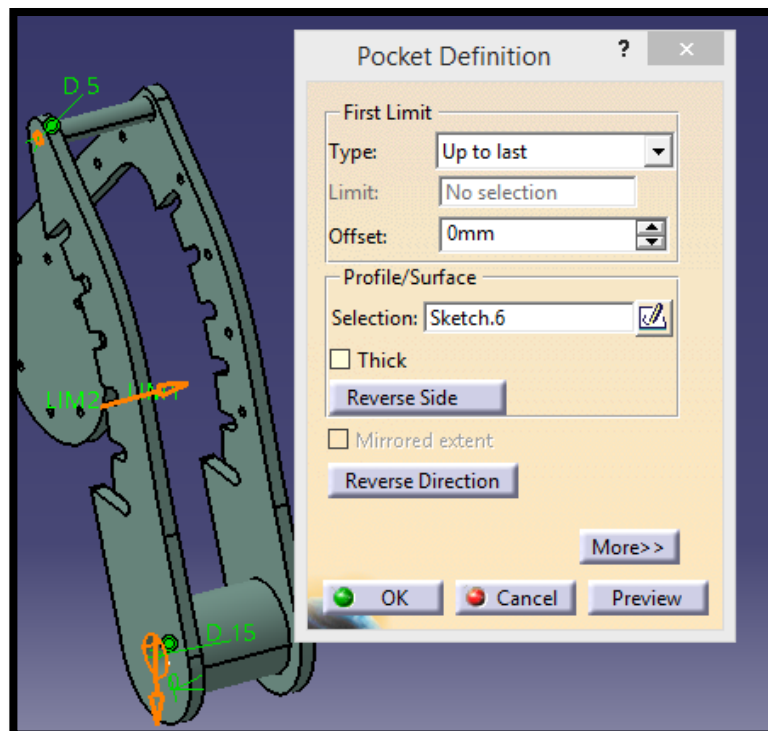 Pocket Definition
?
D 5
First Limit
Type:
Up to last
Limit:
No selection
Offset:
0mm
Profile/Surface
Selection:
Sketch.6
Thick
LIM2
LIM1
Reverse Side
Mirrored extent
Reverse Direction
More>>
OK
Cancel
Preview
D 15